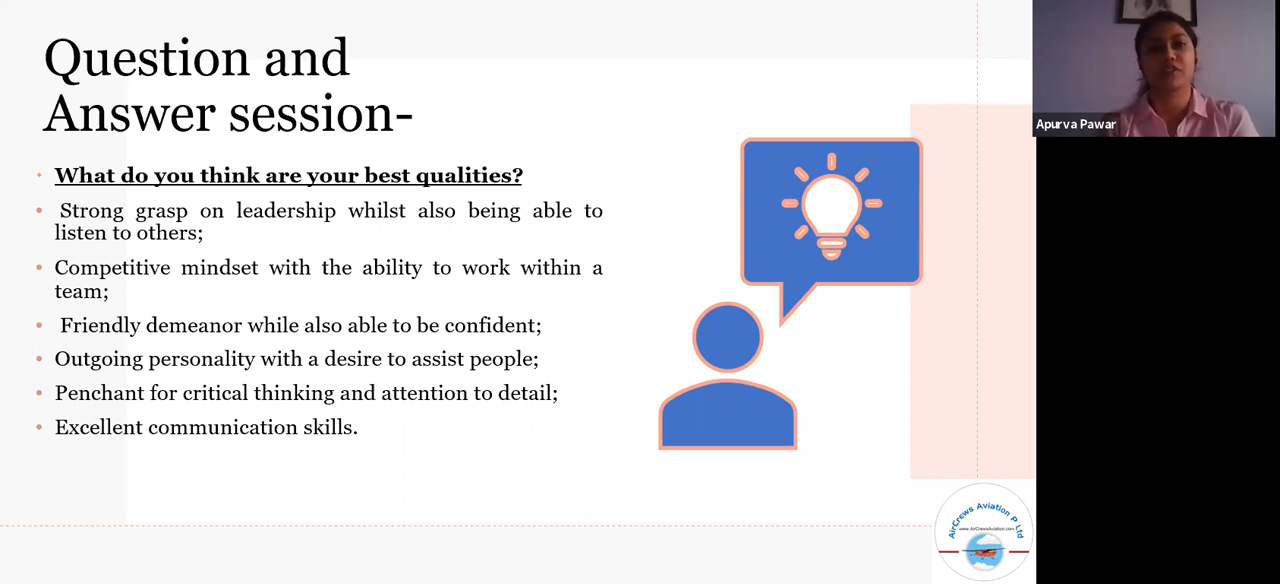 Question and
Answer session-
What do you think are your best qualities?
Strong grasp on leadership whilst also being able to
listen to others;
Competitive mindset with the ability to work within a
team;
Friendly demeanor while also able to be confident;
Outgoing personality with a desire to assist people;
Penchant for critical thinking and attention to detail;
Excellent communication skills.
Apurva Pawar
AirCrews Aviation P Ltd
www.AirCrewsAviation.com